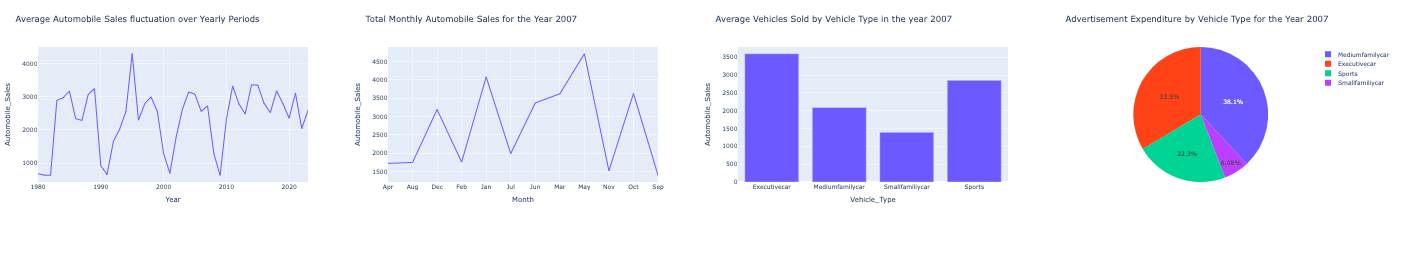 Average Automobile Sales fluctuation over Yearly Periods
Automobile_Sales
4000
3000
2000
1000
1980
1990
2000
2010
2020
Year
Total Monthly Automobile Sales for the Year 2007
Automobile_Sales
4500
4000
3500
3000
2500
2000
1500
Apr
Aug
Dec
Feb
Jan
Jul
Jun
Mar
May
Nov
Oct
Sep
Month
Average Vehicles Sold by Vehicle Type in the year 2007
Automobile_Sales
3500
3000
2500
2000
1500
1000
500
0
Executivecar
Mediumfamilycar
Smallfamiliycar
Sports
Vehicle_Type
Advertisement Expenditure by Vehicle Type for the Year 2007
33.5%
38.1%
22.3%
6.08%
Mediumfamilycar
Executivecar
Sports
Smallfamiliycar